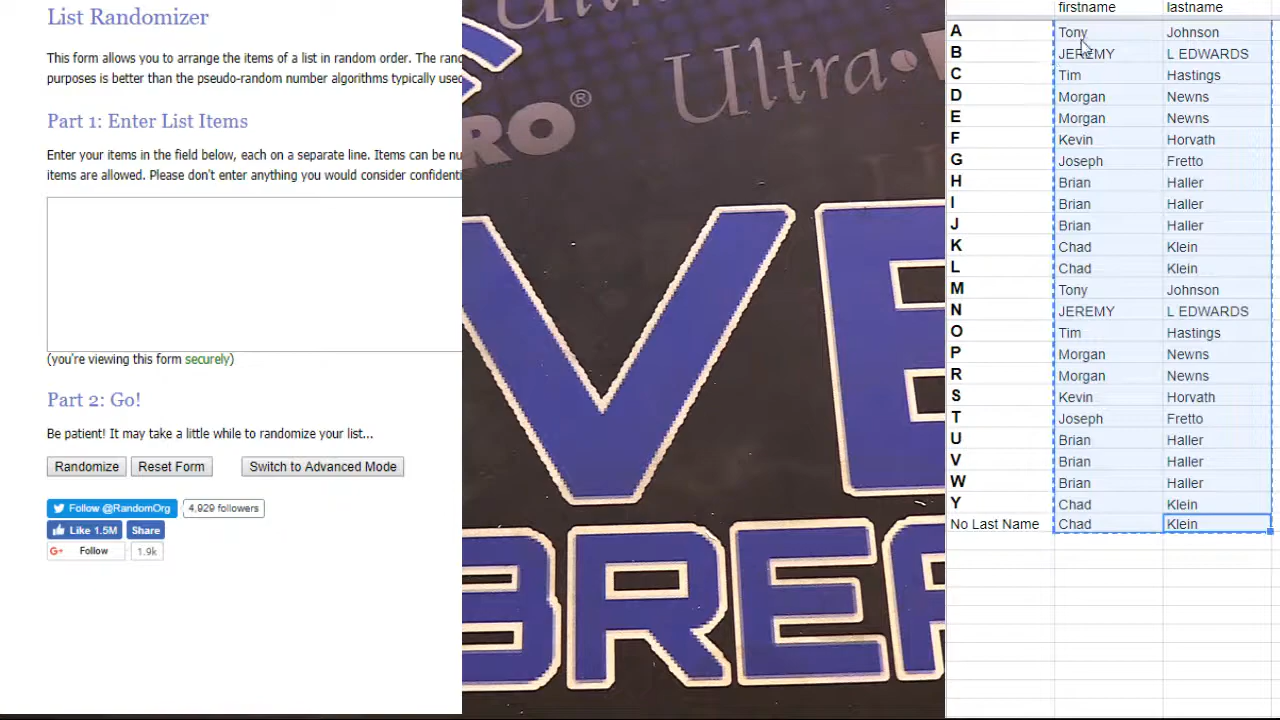 List Randomizer
This form allows you to arrange the items of a list in random order. The ranc
purposes is better than the pseudo-random number algorithms typically used
Part 1: Enter List Items
Enter your items in the field below, each on a separate line. Items can be nu
items are allowed. Please don't enter anything you would consider confidenti
(you're viewing this form securely)
Part 2: Go!
Be patient! It may take a little while to randomize your list...
Randomize Reset Form Switch to Advanced Mode
Follow @RandomOrg 4,929 followers
Like 1.5M Share
G+ Follow 1.9k
Ultra
RO®
Ultra•
VE
BREA
firstname lastname
A Tony Johnson
B JEREMY L EDWARDS
C Tim Hastings
D Morgan Newns
E Morgan Newns
F Kevin Horvath
G Joseph Fretto
H Brian Haller
I Brian Haller
J Brian Haller
K Chad Klein
L Chad Klein
M Tony Johnson
N JEREMY L EDWARDS
O Tim Hastings
P Morgan Newns
R Morgan Newns
S Kevin Horvath
T Joseph Fretto
U Brian Haller
V Brian Haller
W Brian Haller
Y Chad Klein
No Last Name Chad Klein